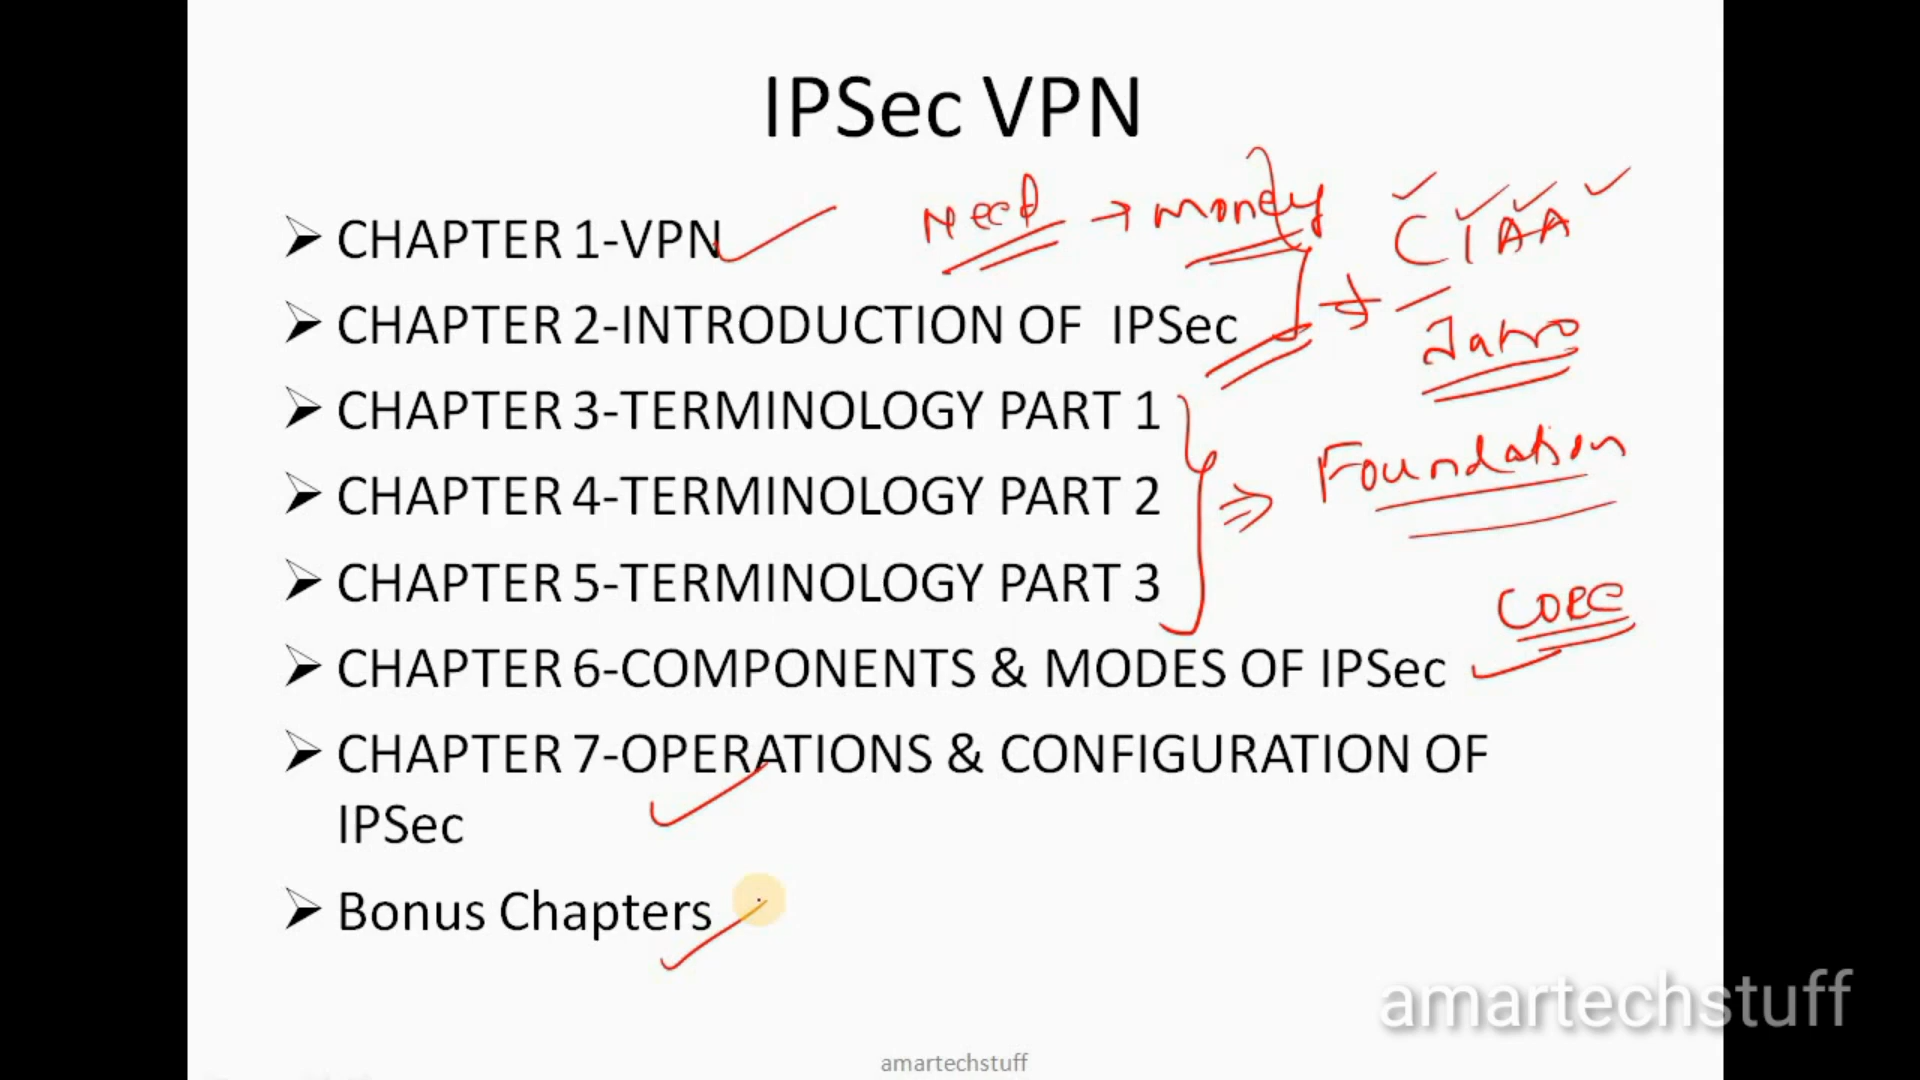 IPSec VPN
Need → money
C I A A
➢ CHAPTER 1-VPN
➢ CHAPTER 2-INTRODUCTION OF IPSec
Intro
➢ CHAPTER 3-TERMINOLOGY PART 1
Foundation
➢ CHAPTER 4-TERMINOLOGY PART 2
➢ CHAPTER 5-TERMINOLOGY PART 3
CORE
➢ CHAPTER 6-COMPONENTS & MODES OF IPSec
➢ CHAPTER 7-OPERATIONS & CONFIGURATION OF
IPSec
➢ Bonus Chapters
amartechstuff
amartechstuff